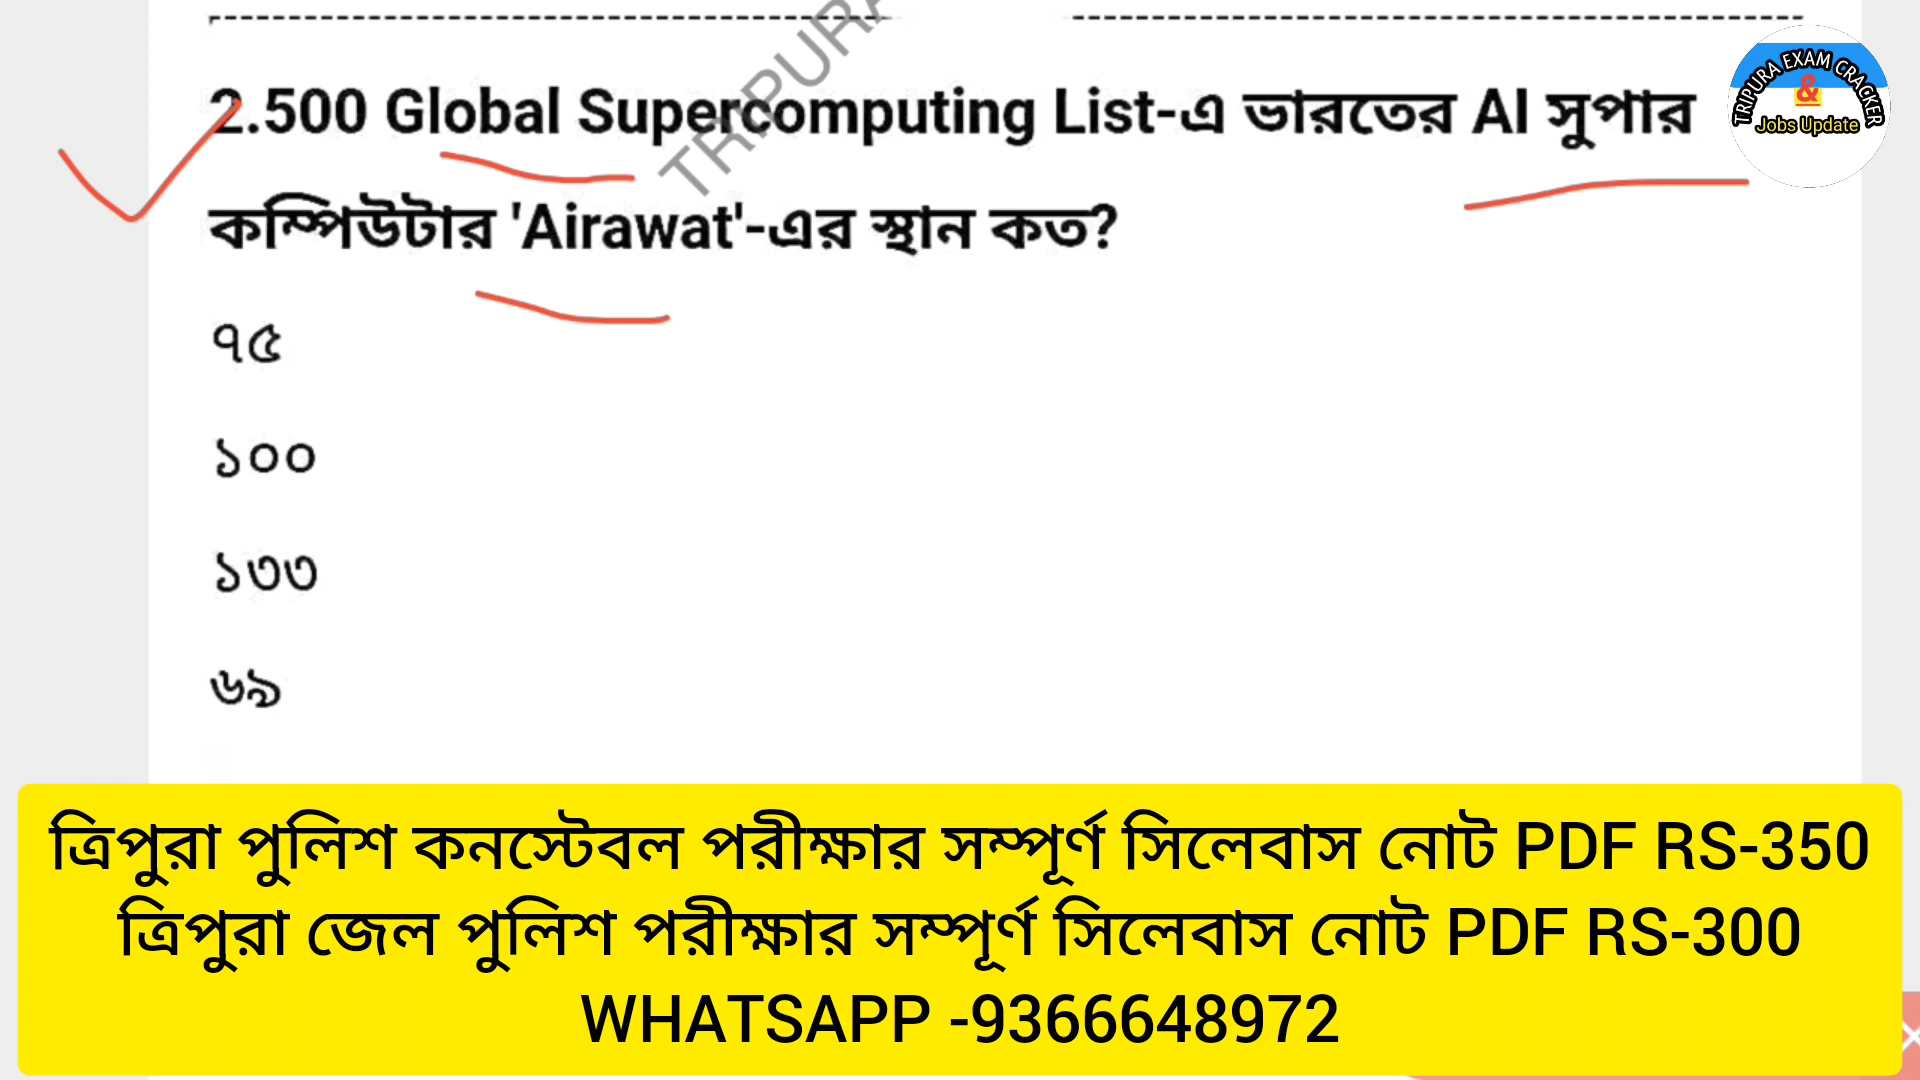 TRIPURA
TRIPURA EXAM CRACKER
&
Jobs Update
2.500 Global Supercomputing List-এ ভারতের AI সুপার
কম্পিউটার 'Airawat'-এর স্থান কত?
৭৫
১০০
১৩৩
৬৯
ত্রিপুরা পুলিশ কনস্টেবল পরীক্ষার সম্পূর্ণ সিলেবাস নোট PDF RS-350
ত্রিপুরা জেল পুলিশ পরীক্ষার সম্পূর্ণ সিলেবাস নোট PDF RS-300
WHATSAPP -9366648972